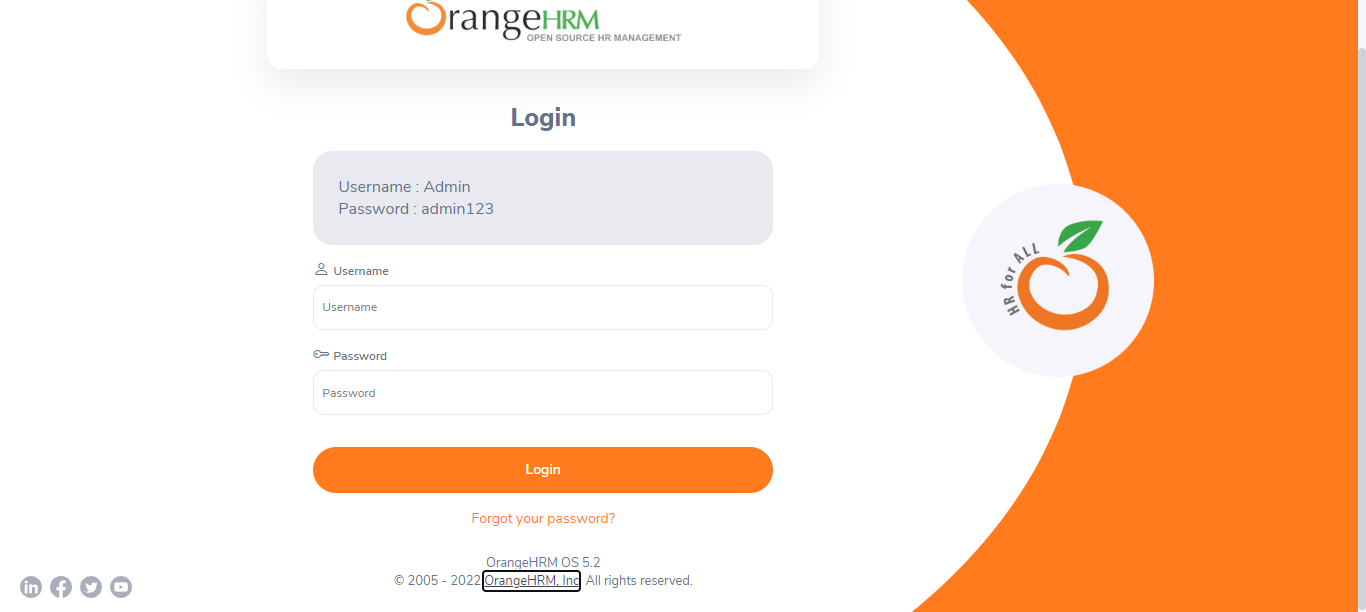 OrangeHRM
OPEN SOURCE HR MANAGEMENT
Login
Username : Admin
Password : admin123
Username
Username
Password
Password
Login
Forgot your password?
OrangeHRM OS 5.2
© 2005 - 2022 OrangeHRM, Inc. All rights reserved.
HR for ALL
in